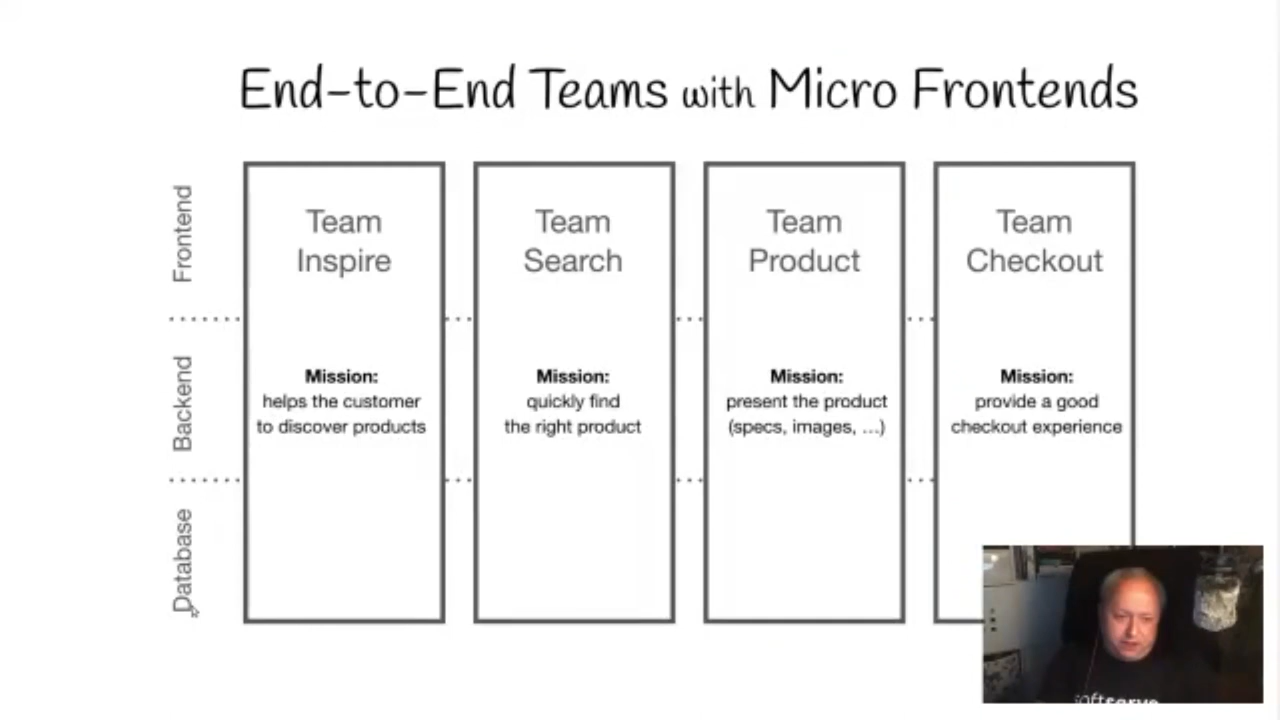 End-to-End Teams with Micro Frontends
Frontend
Backend
Database
Team
Inspire
Mission:
helps the customer
to discover products
Team
Search
Mission:
quickly find
the right product
Team
Product
Mission:
present the product
(specs, images, ...)
Team
Checkout
Mission:
provide a good
checkout experience